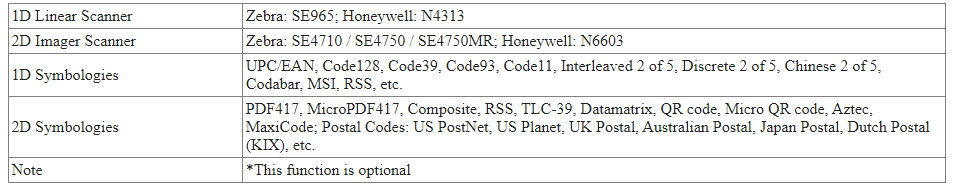 1D Linear Scanner Zebra: SE965; Honeywell: N4313
2D Imager Scanner Zebra: SE4710 / SE4750 / SE4750MR; Honeywell: N6603
1D Symbologies UPC/EAN, Code128, Code39, Code93, Code11, Interleaved 2 of 5, Discrete 2 of 5, Chinese 2 of 5,
Codabar, MSI, RSS, etc.
2D Symbologies PDF417, MicroPDF417, Composite, RSS, TLC-39, Datamatrix, QR code, Micro QR code, Aztec,
MaxiCode; Postal Codes: US PostNet, US Planet, UK Postal, Australian Postal, Japan Postal, Dutch Postal
(KIX), etc.
Note *This function is optional